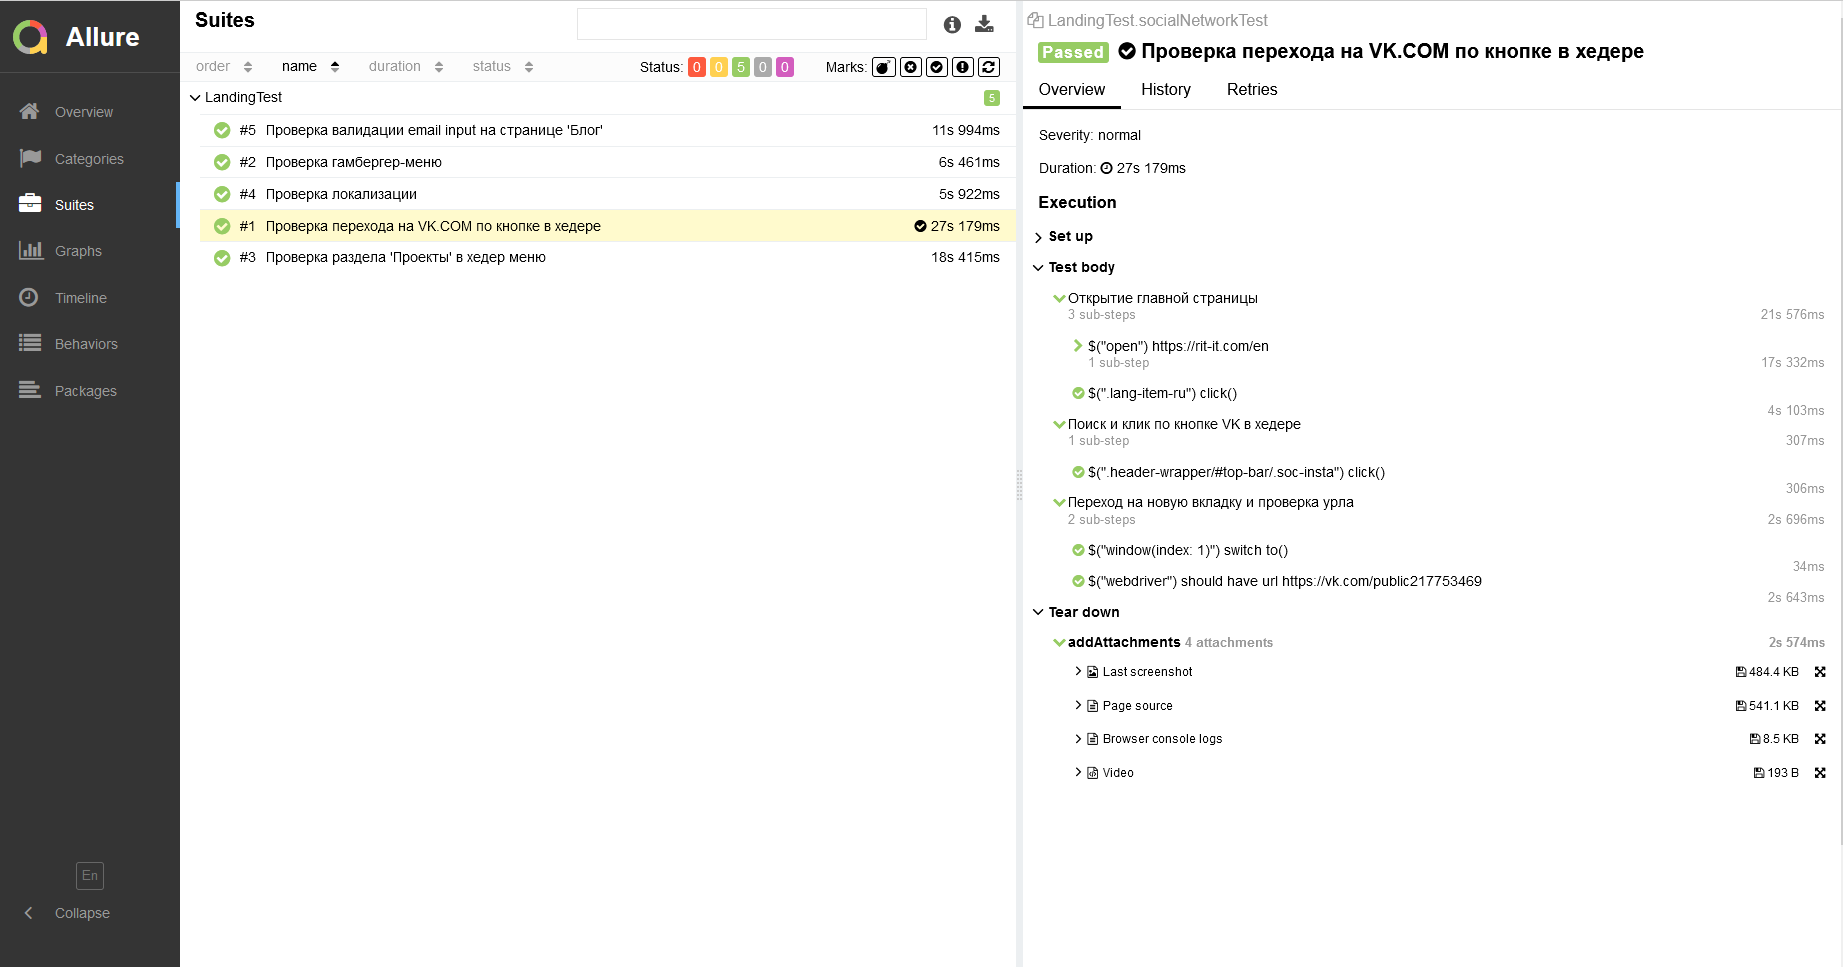 Allure
Overview
Categories
Suites
Graphs
Timeline
Behaviors
Packages
En
Collapse
Suites
order name duration status Status: 0 0 5 0 0 Marks:
LandingTest 5
#5 Проверка валидации email input на странице 'Блог' 11s 994ms
#2 Проверка гамбергер-меню 6s 461ms
#4 Проверка локализации 5s 922ms
#1 Проверка перехода на VK.COM по кнопке в хедере 27s 179ms
#3 Проверка раздела 'Проекты' в хедер меню 18s 415ms
LandingTest.socialNetworkTest
Passed Проверка перехода на VK.COM по кнопке в хедере
Overview History Retries
Severity: normal
Duration: 27s 179ms
Execution
Set up
Test body
Открытие главной страницы
3 sub-steps 21s 576ms
$("open") https://rit-it.com/en
1 sub-step 17s 332ms
$(".lang-item-ru") click()
4s 103ms
Поиск и клик по кнопке VK в хедере
1 sub-step 307ms
$(".header-wrapper/#top-bar/.soc-insta") click()
306ms
Переход на новую вкладку и проверка урла
2 sub-steps 2s 696ms
$("window(index: 1)") switch to()
34ms
$("webdriver") should have url https://vk.com/public217753469
2s 643ms
Tear down
addAttachments 4 attachments 2s 574ms
Last screenshot 484.4 KB
Page source 541.1 KB
Browser console logs 8.5 KB
Video 193 B